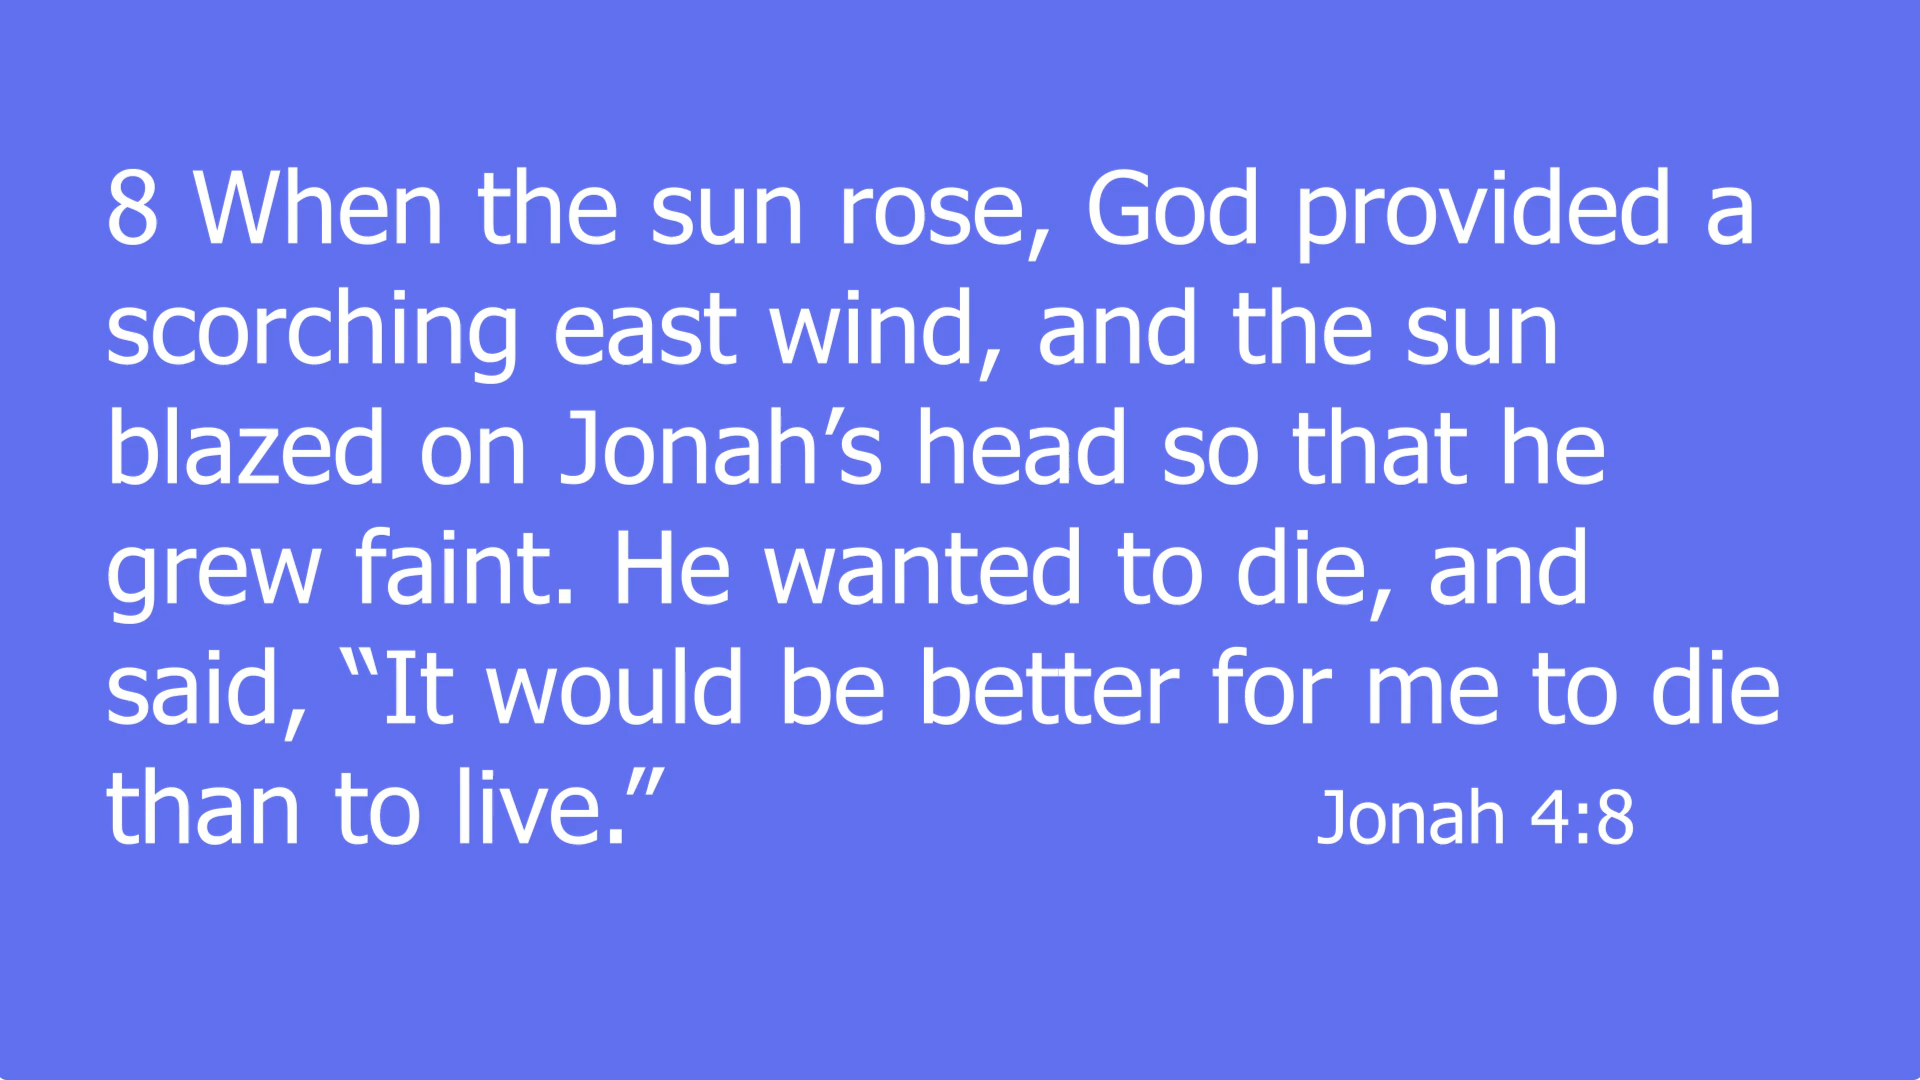 8 When the sun rose, God provided a
scorching east wind, and the sun
blazed on Jonah’s head so that he
grew faint. He wanted to die, and
said, “It would be better for me to die
than to live.” Jonah 4:8